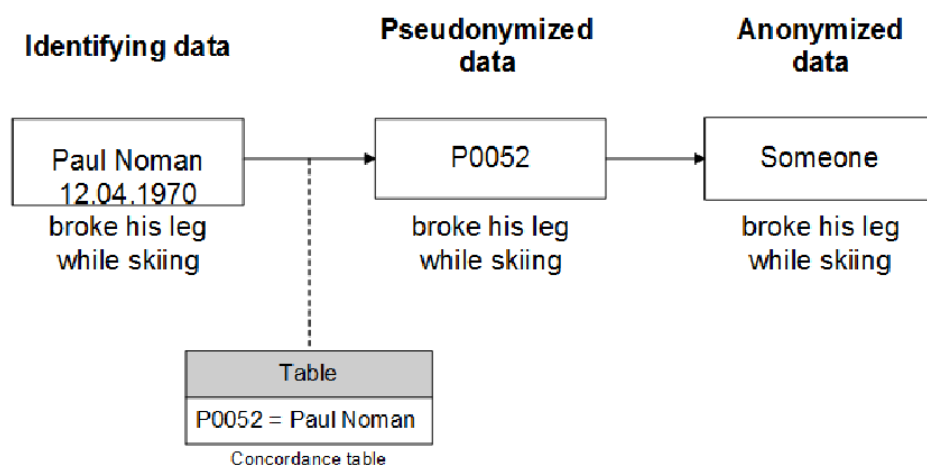 Identifying data
Pseudonymized
data
Anonymized
data
Paul Noman
12.04.1970
broke his leg
while skiing
P0052
broke his leg
while skiing
Someone
broke his leg
while skiing
Table
P0052 = Paul Noman
Concordance table